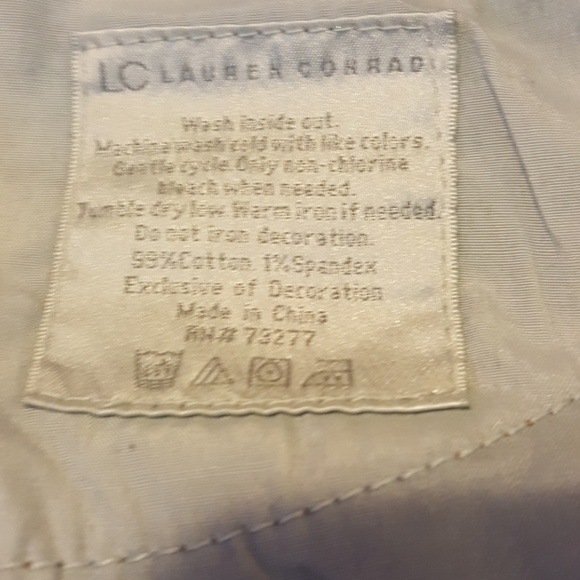 LC LAUREN CONRAD
Wash inside out.
Machine wash cold with like colors.
Gentle cycle. Only non-chlorine
bleach when needed.
Tumble dry low. Warm iron if needed.
Do not iron decoration.
99%Cotton 1%Spandex
Exclusive of Decoration
Made in China
RN# 73277